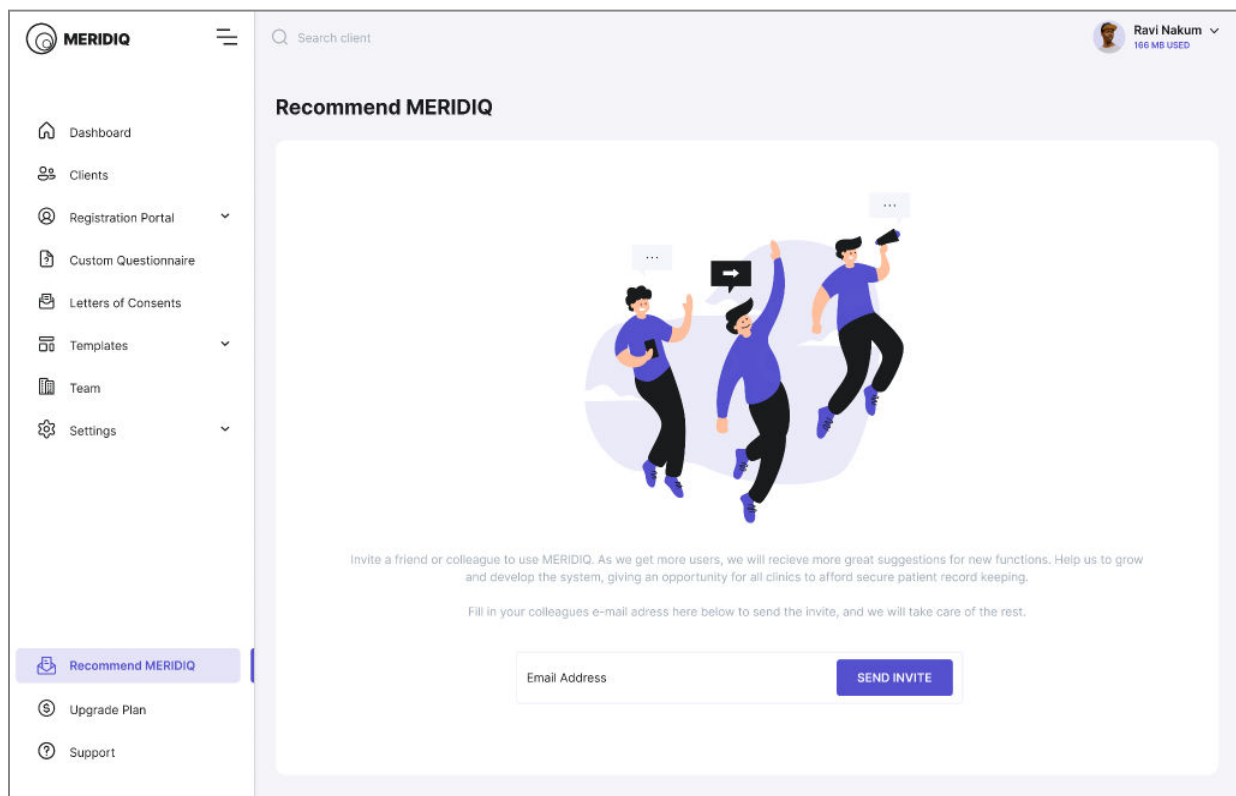 MERIDIQ
Search client
Ravi Nakum
166 MB USED
Dashboard
Clients
Registration Portal
Custom Questionnaire
Letters of Consents
Templates
Team
Settings
Recommend MERIDIQ
Upgrade Plan
Support
Recommend MERIDIQ
...
...
Invite a friend or colleague to use MERIDIQ. As we get more users, we will recieve more great suggestions for new functions. Help us to grow
and develop the system, giving an opportunity for all clinics to afford secure patient record keeping.
Fill in your colleagues e-mail adress here below to send the invite, and we will take care of the rest.
Email Address
SEND INVITE